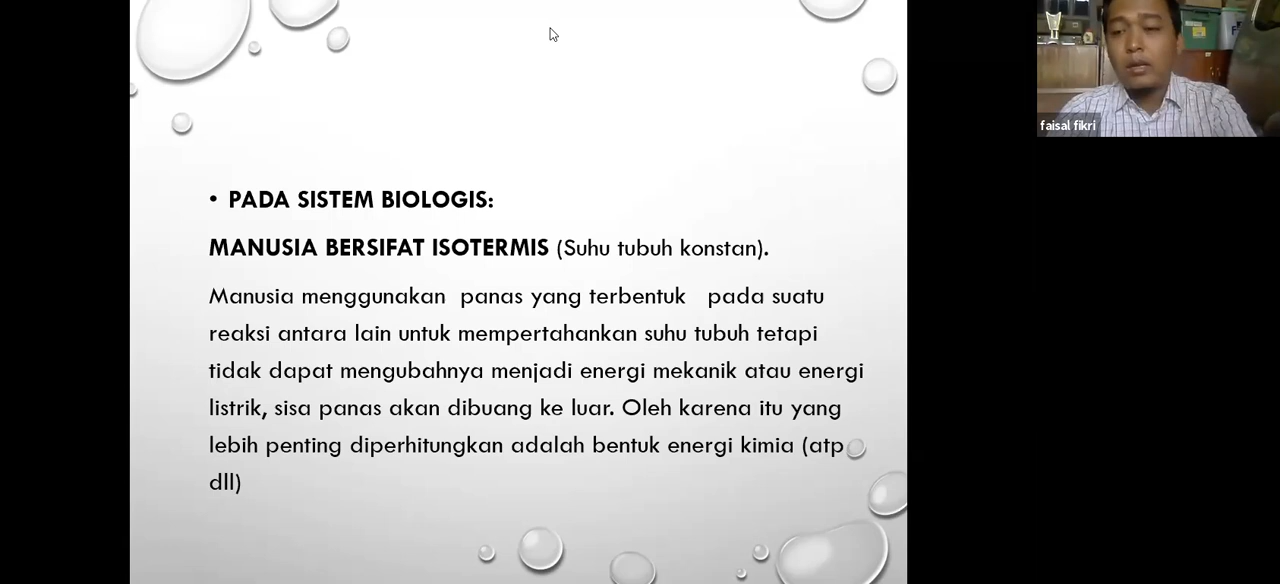 • PADA SISTEM BIOLOGIS:
MANUSIA BERSIFAT ISOTERMIS (Suhu tubuh konstan).
Manusia menggunakan panas yang terbentuk pada suatu
reaksi antara lain untuk mempertahankan suhu tubuh tetapi
tidak dapat mengubahnya menjadi energi mekanik atau energi
listrik, sisa panas akan dibuang ke luar. Oleh karena itu yang
lebih penting diperhitungkan adalah bentuk energi kimia (atp
dll)
faisal fikri